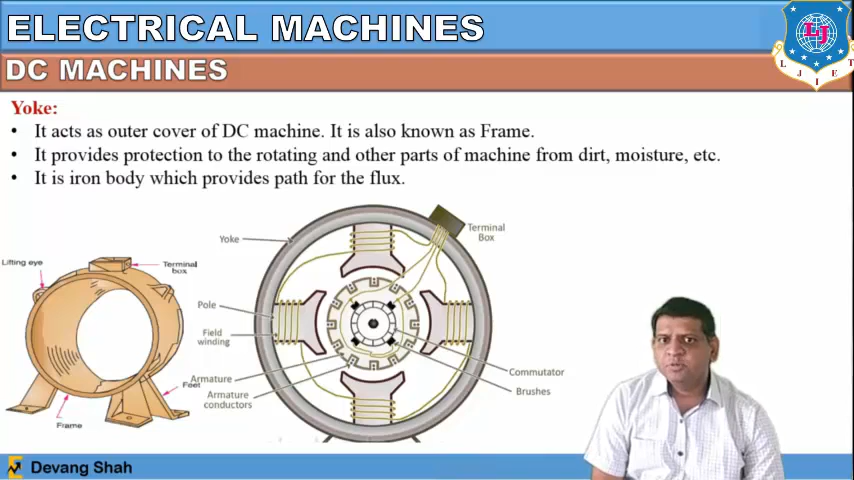 ELECTRICAL MACHINES
DC MACHINES
LJ
L J I E T
Yoke:
• It acts as outer cover of DC machine. It is also known as Frame.
• It provides protection to the rotating and other parts of machine from dirt, moisture, etc.
• It is iron body which provides path for the flux.
Lifting eye
Terminal
box
Feet
Frame
Yoke
Terminal
Box
Pole
Field
winding
Armature
Armature
conductors
Commutator
Brushes
Devang Shah